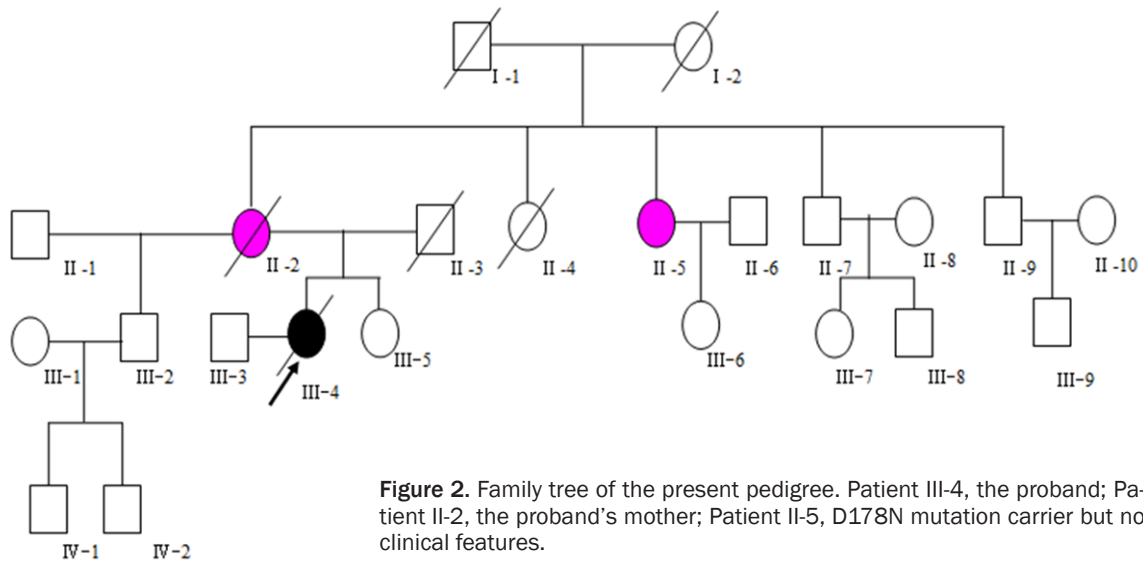 I -1
I -2
II -1
II -2
II -3
II -4
II -5
II -6
II -7
II -8
II -9
II -10
III-1
III-2
III-3
III-4
III-5
III-6
III-7
III-8
III-9
IV-1
IV-2
Figure 2. Family tree of the present pedigree. Patient III-4, the proband; Pa-
tient II-2, the proband's mother; Patient II-5, D178N mutation carrier but no
clinical features.